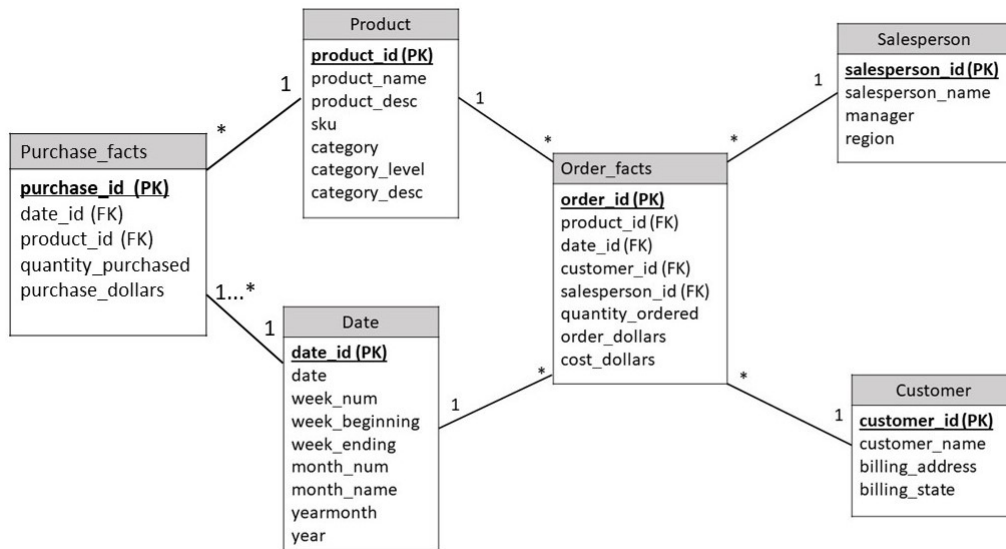 Product
product_id (PK)
product_name
product_desc
sku
category
category_level
category_desc
Salesperson
salesperson_id (PK)
salesperson_name
manager
region
1
*
1
*
1
*
Purchase_facts
purchase_id (PK)
date_id (FK)
product_id (FK)
quantity_purchased
purchase_dollars
Order_facts
order_id (PK)
product_id (FK)
date_id (FK)
customer_id (FK)
salesperson_id (FK)
quantity_ordered
order_dollars
cost_dollars
1...*
1
Date
date_id (PK)
date
week_num
week_beginning
week_ending
month_num
month_name
yearmonth
year
1
*
*
1
Customer
customer_id (PK)
customer_name
billing_address
billing_state